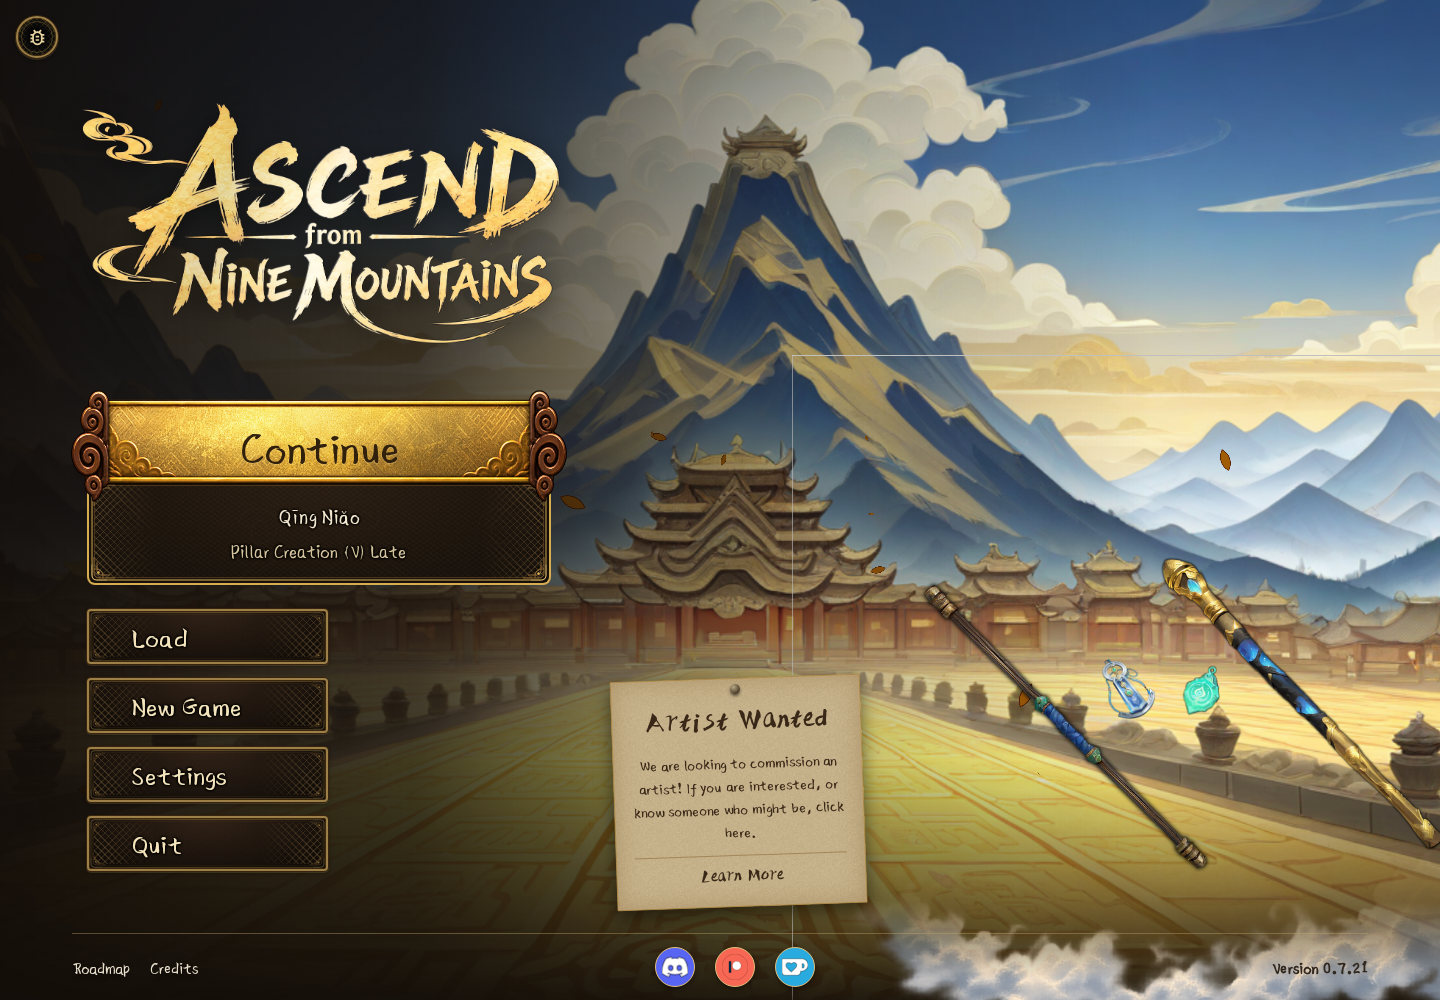 ASCEND
from
NINE MOUNTAINS
Continue
Qīng Niǎo
Pillar Creation (V) Late
Load
New Game
Settings
Quit
Artist Wanted
We are looking to commission an
artist! If you are interested, or
know someone who might be, click
here.
Learn More
Roadmap Credits
Version 0.7.21